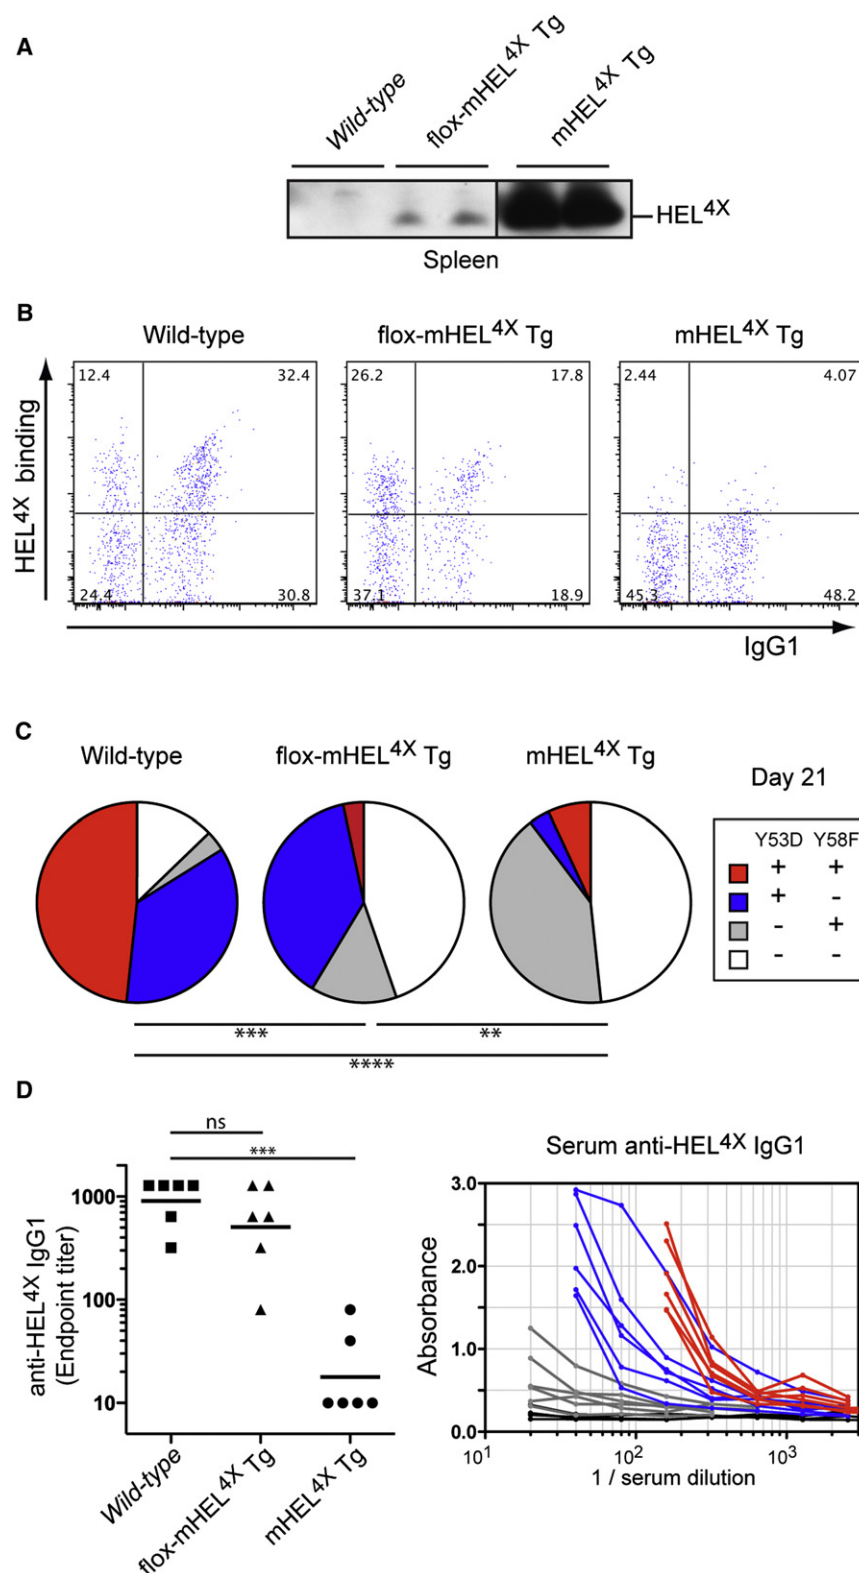 A
Wild-type
flox-mHEL4X Tg
mHEL4X Tg
HEL4X
Spleen
B
Wild-type
flox-mHEL4X Tg
mHEL4X Tg
HEL4X binding
12.4 32.4
24.4 30.8
26.2 17.8
37.1 18.9
2.44 4.07
45.3 48.2
IgG1
C
Wild-type
flox-mHEL4X Tg
mHEL4X Tg
Day 21
Y53D Y58F
+ +
+ -
- +
- -
***
**
****
D
ns
***
anti-HEL4X IgG1
(Endpoint titer)
1000
100
10
Wild-type
flox-mHEL4X Tg
mHEL4X Tg
Serum anti-HEL4X IgG1
Absorbance
3.0
2.0
1.0
0.0
101 102 103
1 / serum dilution